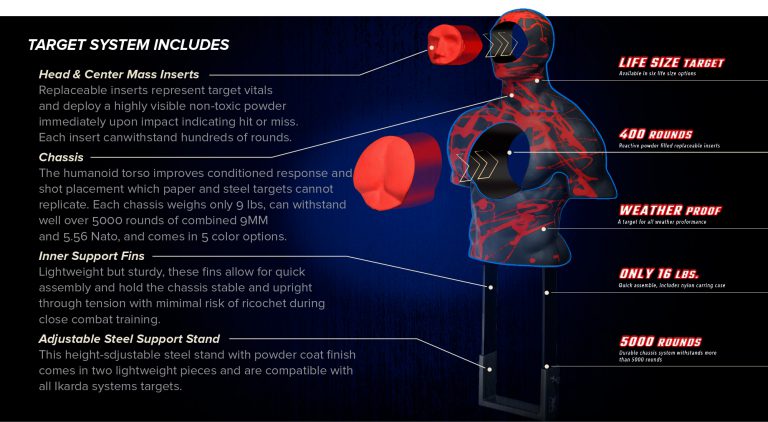 TARGET SYSTEM INCLUDES
Head & Center Mass Inserts
Replaceable inserts represent target vitals
and deploy a highly visible non-toxic powder
immediately upon impact indicating hit or miss.
Each insert canwithstand hundreds of rounds.
Chassis
The humanoid torso improves conditioned response and
shot placement which paper and steel targets cannot
replicate. Each chassis weighs only 9 lbs, can withstand
well over 5000 rounds of combined 9MM
and 5.56 Nato, and comes in 5 color options.
Inner Support Fins
Lightweight but sturdy, these fins allow for quick
assembly and hold the chassis stable and upright
through tension with mimimal risk of ricochet during
close combat training.
Adjustable Steel Support Stand
This height-sdjustable steel stand with powder coat finish
comes in two lightweight pieces and are compatible with
all Ikarda systems targets.
LIFE SIZE TARGET
Available in six life size options
400 ROUNDS
Reactive powder filled replaceable inserts
WEATHER PROOF
A target for all weather proformance
ONLY 16 LBS.
Quick assemble, includes nylon carring case
5000 ROUNDS
Durable chassis system withstands more
than 5000 rounds